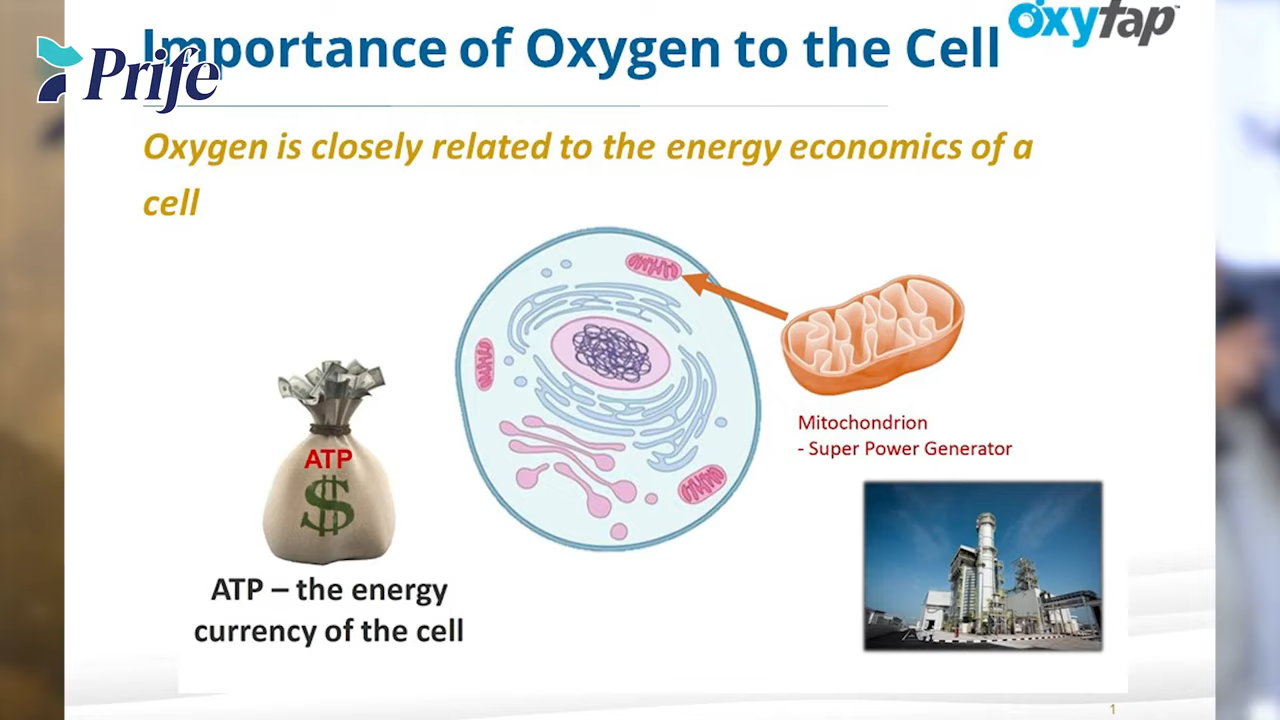 Importance of Oxygen to the Cell
Oxyfap™
Prife
Oxygen is closely related to the energy economics of a
cell
ATP
$
Mitochondrion
- Super Power Generator
ATP – the energy
currency of the cell
1